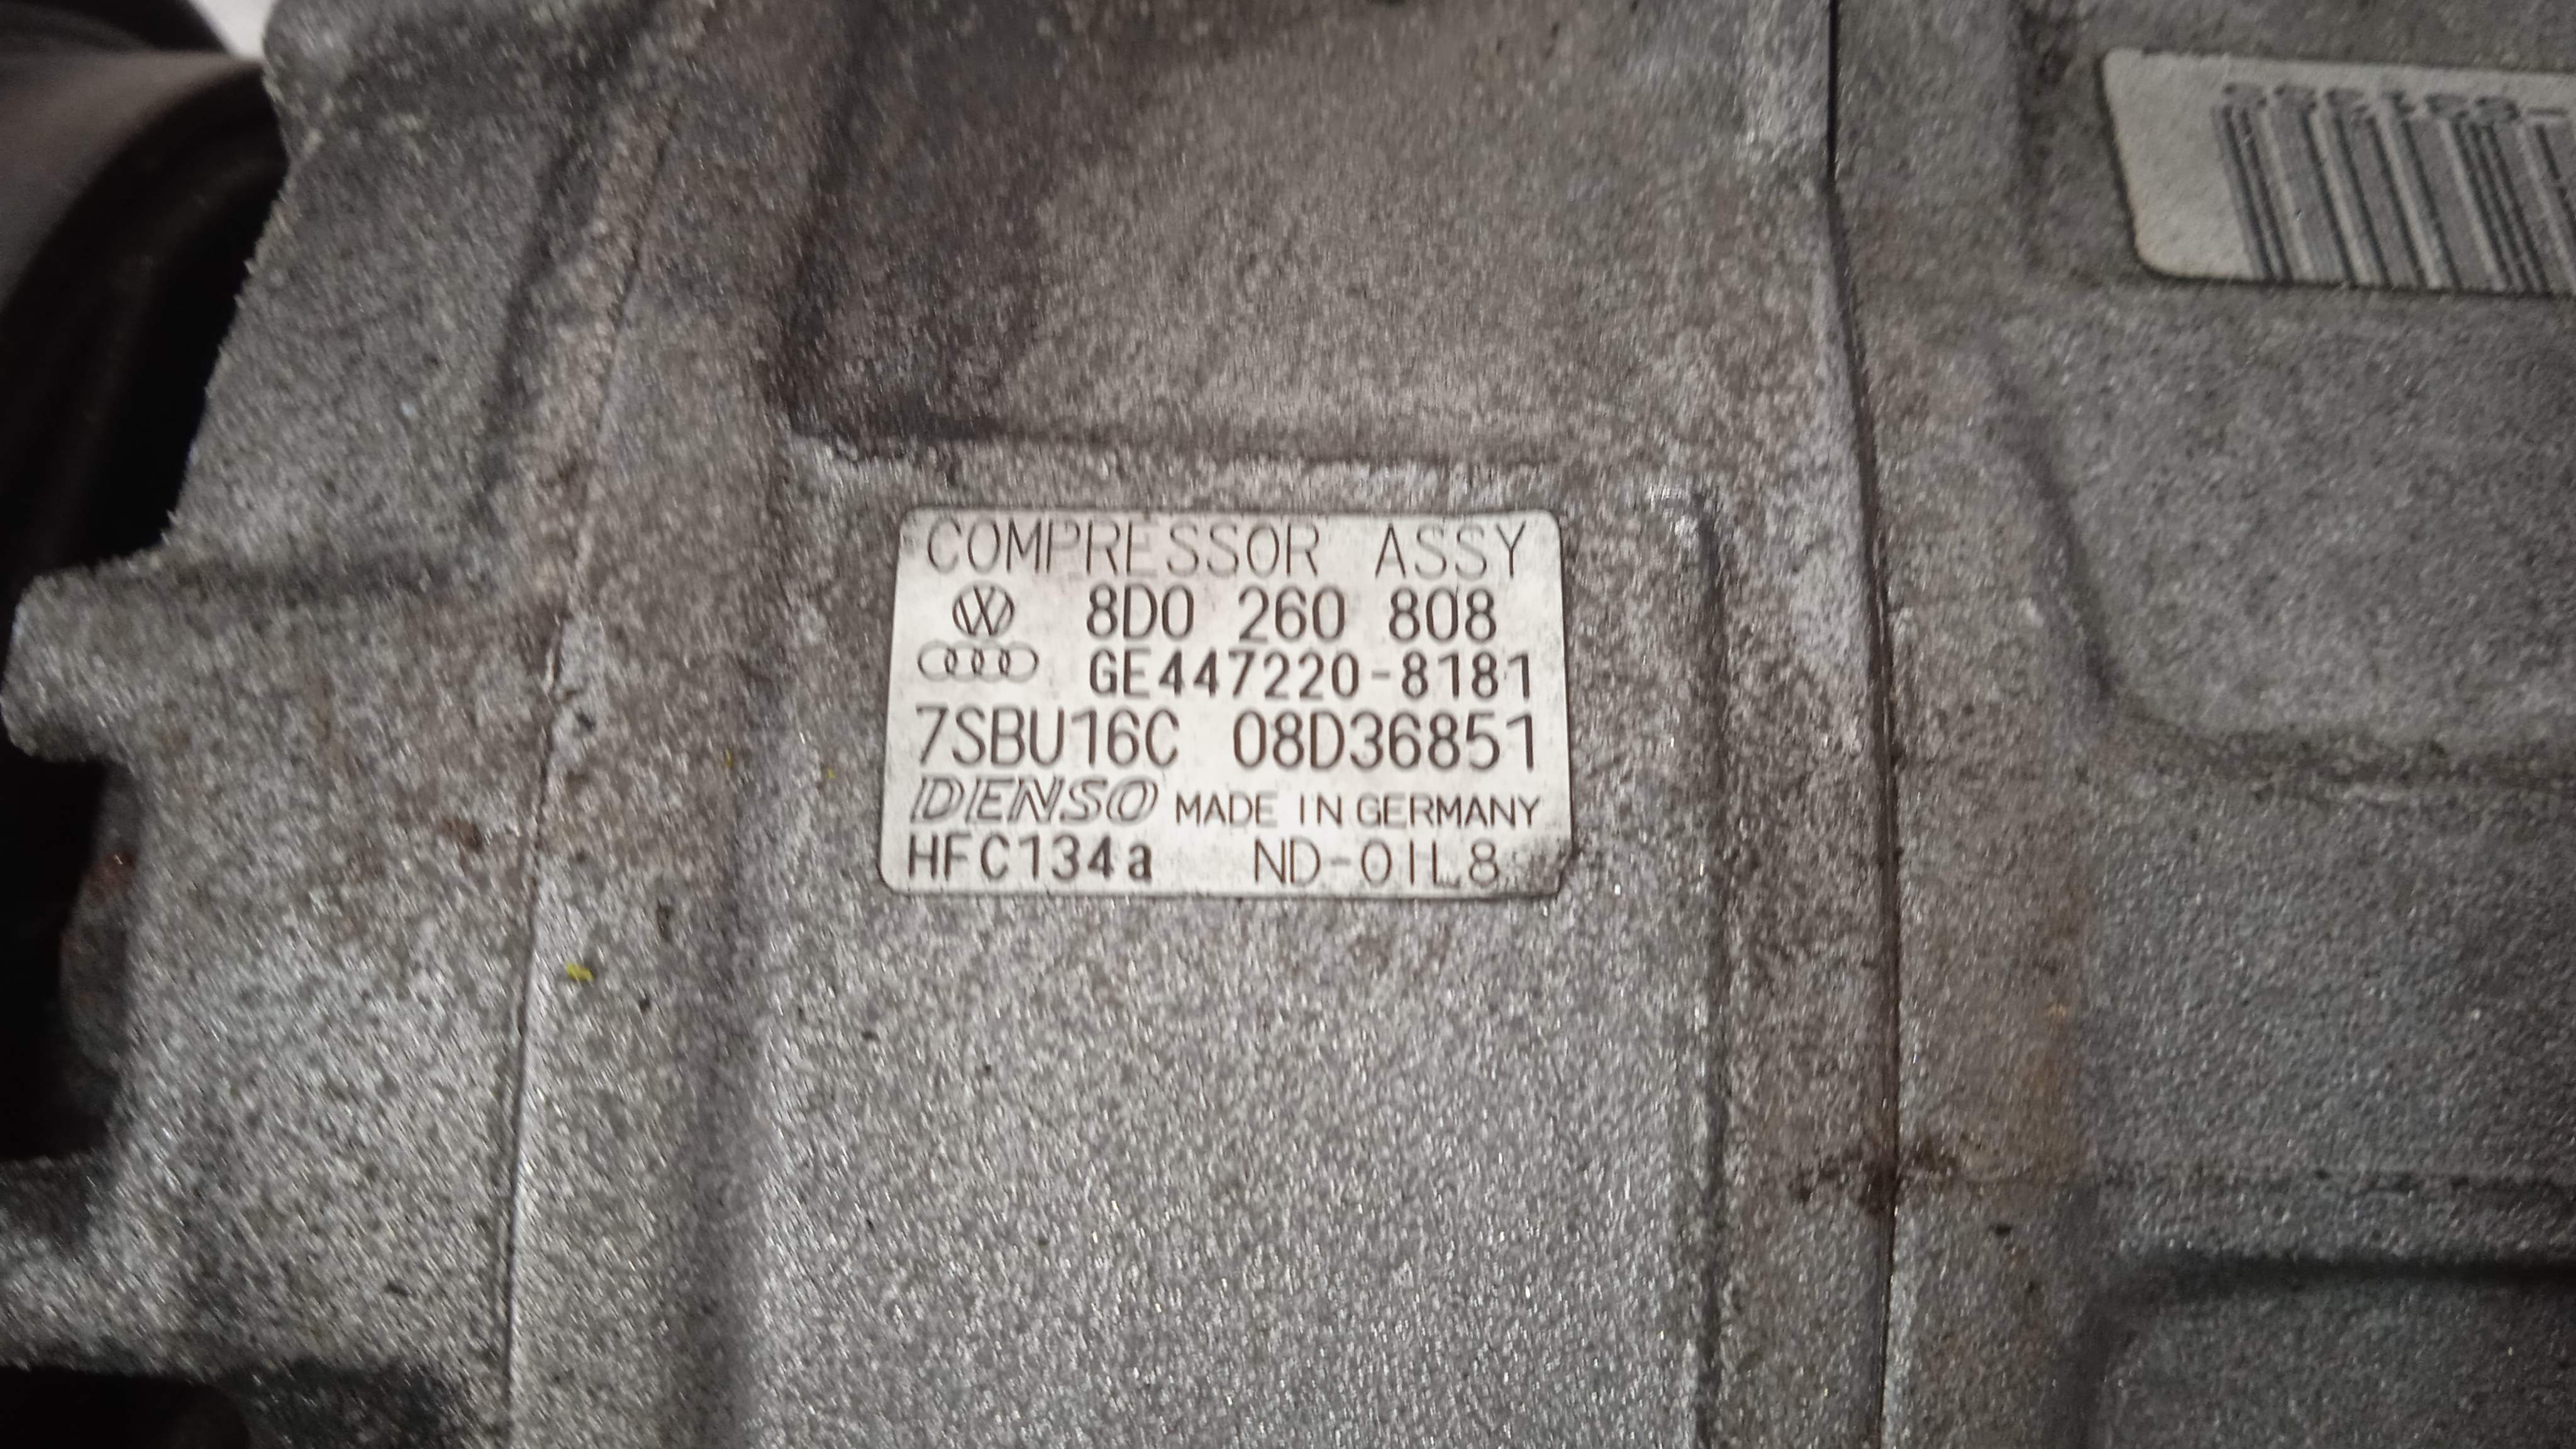 COMPRESSOR ASSY
8D0 260 808
GE447220-8181
7SBU16C 08D36851
DENSO MADE IN GERMANY
HFC134a ND-OIL8